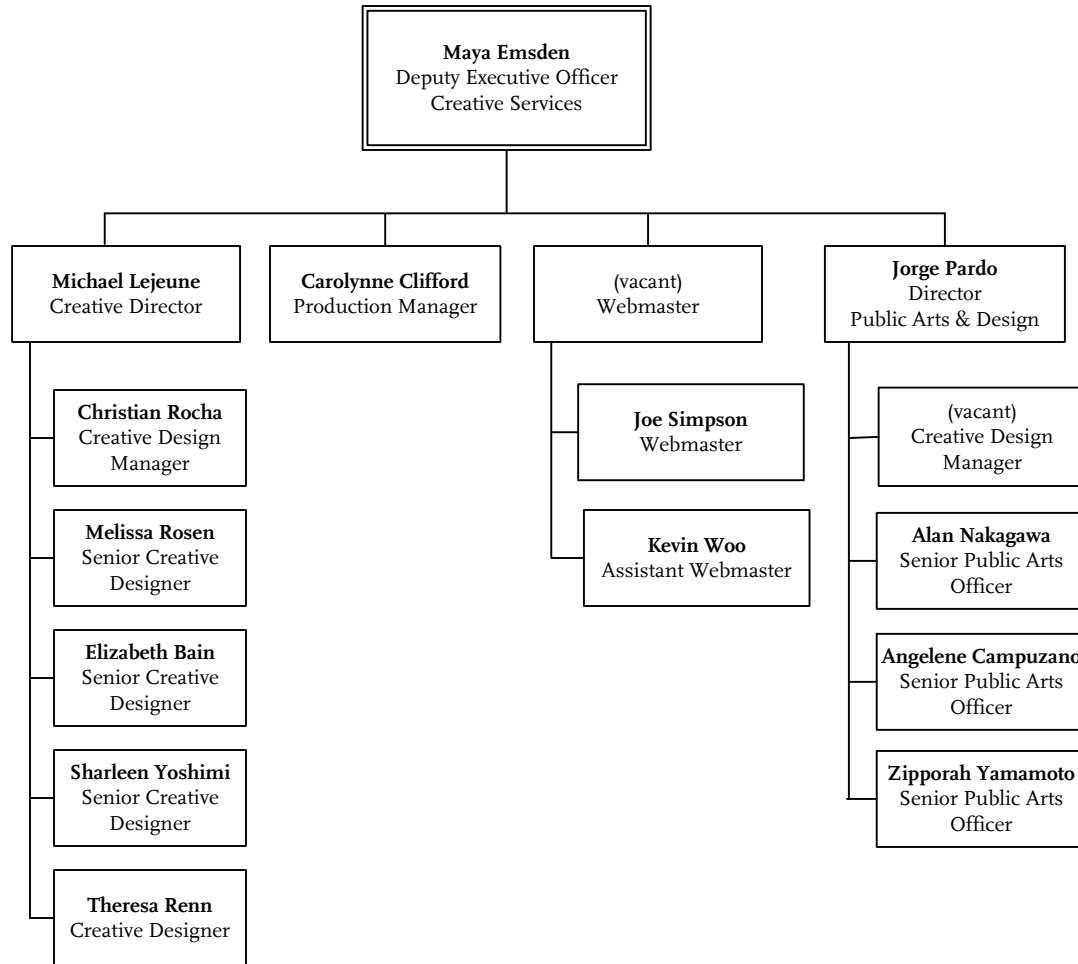 Maya Emsden
Deputy Executive Officer
Creative Services
Michael Lejeune
Creative Director
Carolynne Clifford
Production Manager
(vacant)
Webmaster
Jorge Pardo
Director
Public Arts & Design
Christian Rocha
Creative Design
Manager
Melissa Rosen
Senior Creative
Designer
Elizabeth Bain
Senior Creative
Designer
Sharleen Yoshimi
Senior Creative
Designer
Theresa Renn
Creative Designer
Joe Simpson
Webmaster
Kevin Woo
Assistant Webmaster
(vacant)
Creative Design
Manager
Alan Nakagawa
Senior Public Arts
Officer
Angelene Campuzano
Senior Public Arts
Officer
Zipporah Yamamoto
Senior Public Arts
Officer